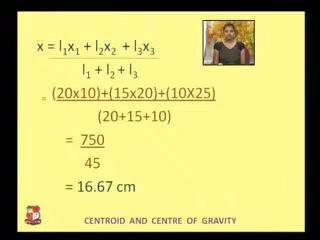 x = l₁x₁ + l₂x₂ + l₃x₃
l₁ + l₂ + l₃
= (20x10)+(15x20)+(10X25)
(20+15+10)
= 750
45
= 16.67 cm
CENTROID AND CENTRE OF GRAVITY